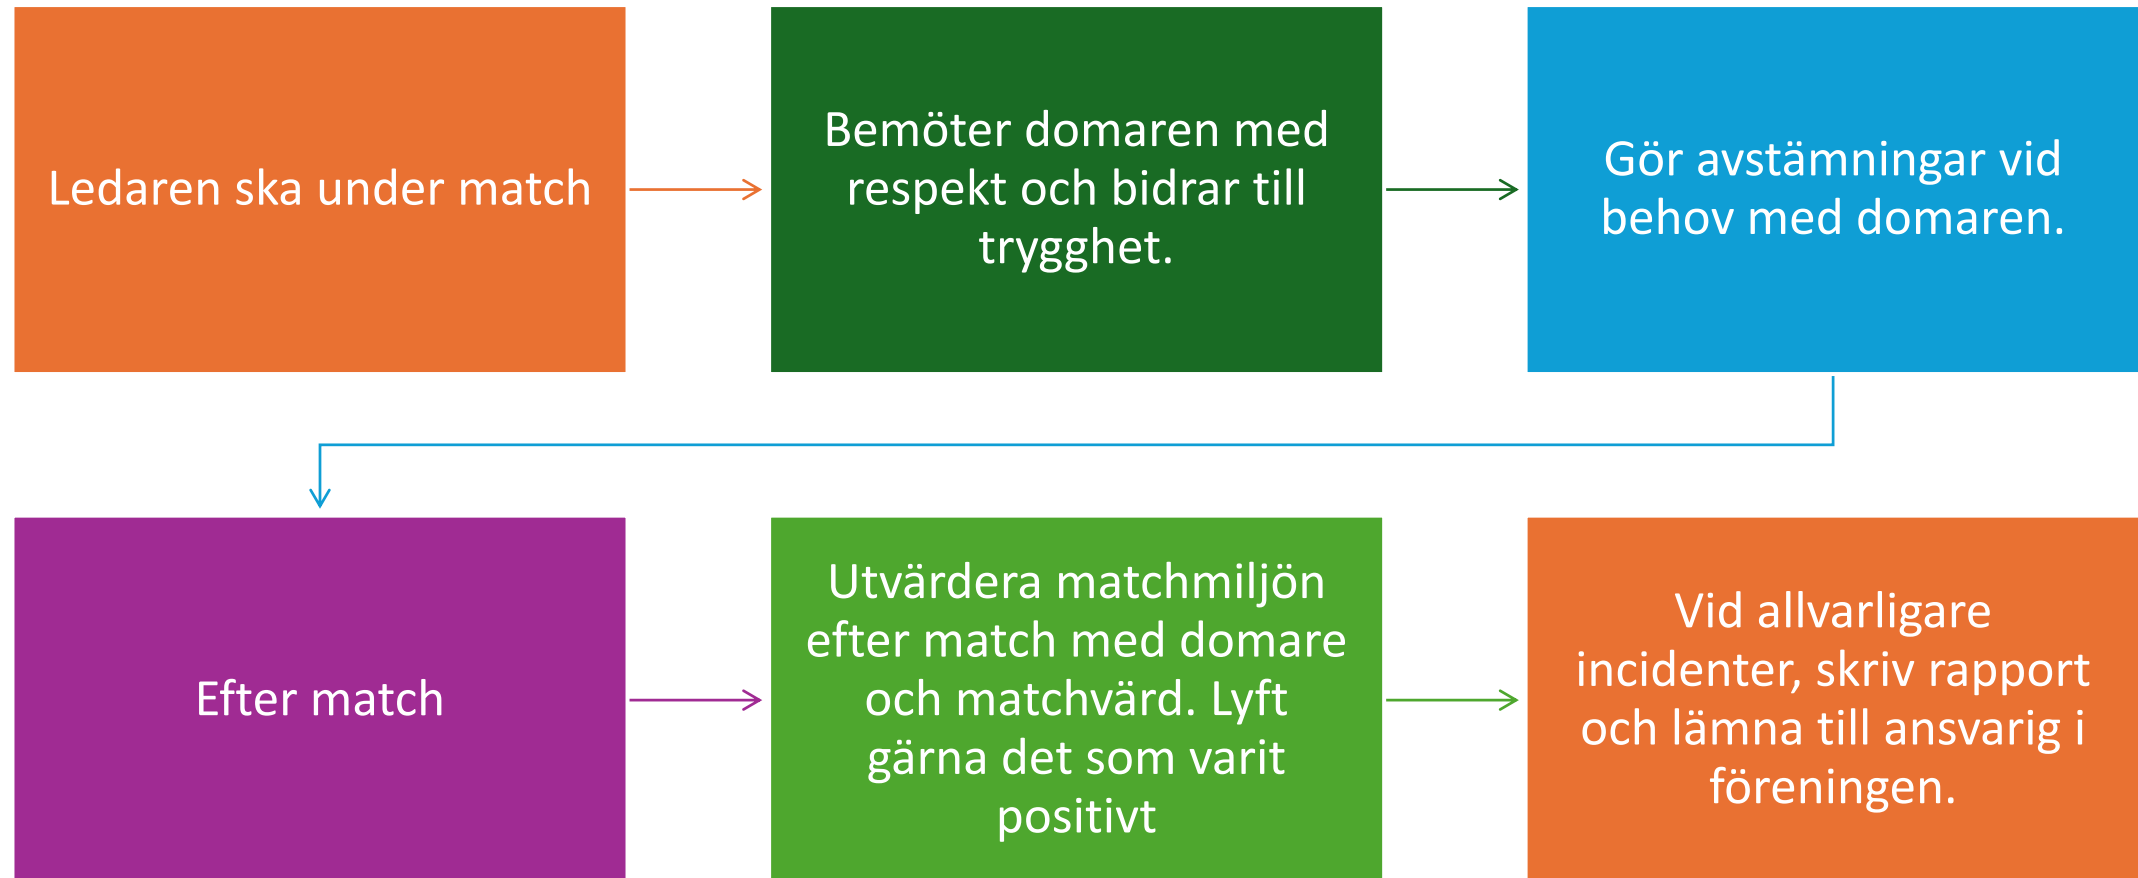 Ledaren ska under match
Bemöter domaren med
respekt och bidrar till
trygghet.
Gör avstämningar vid
behov med domaren.
Efter match
Utvärdera matchmiljön
efter match med domare
och matchvärd. Lyft
gärna det som varit
positivt
Vid allvarligare
incidenter, skriv rapport
och lämna till ansvarig i
föreningen.